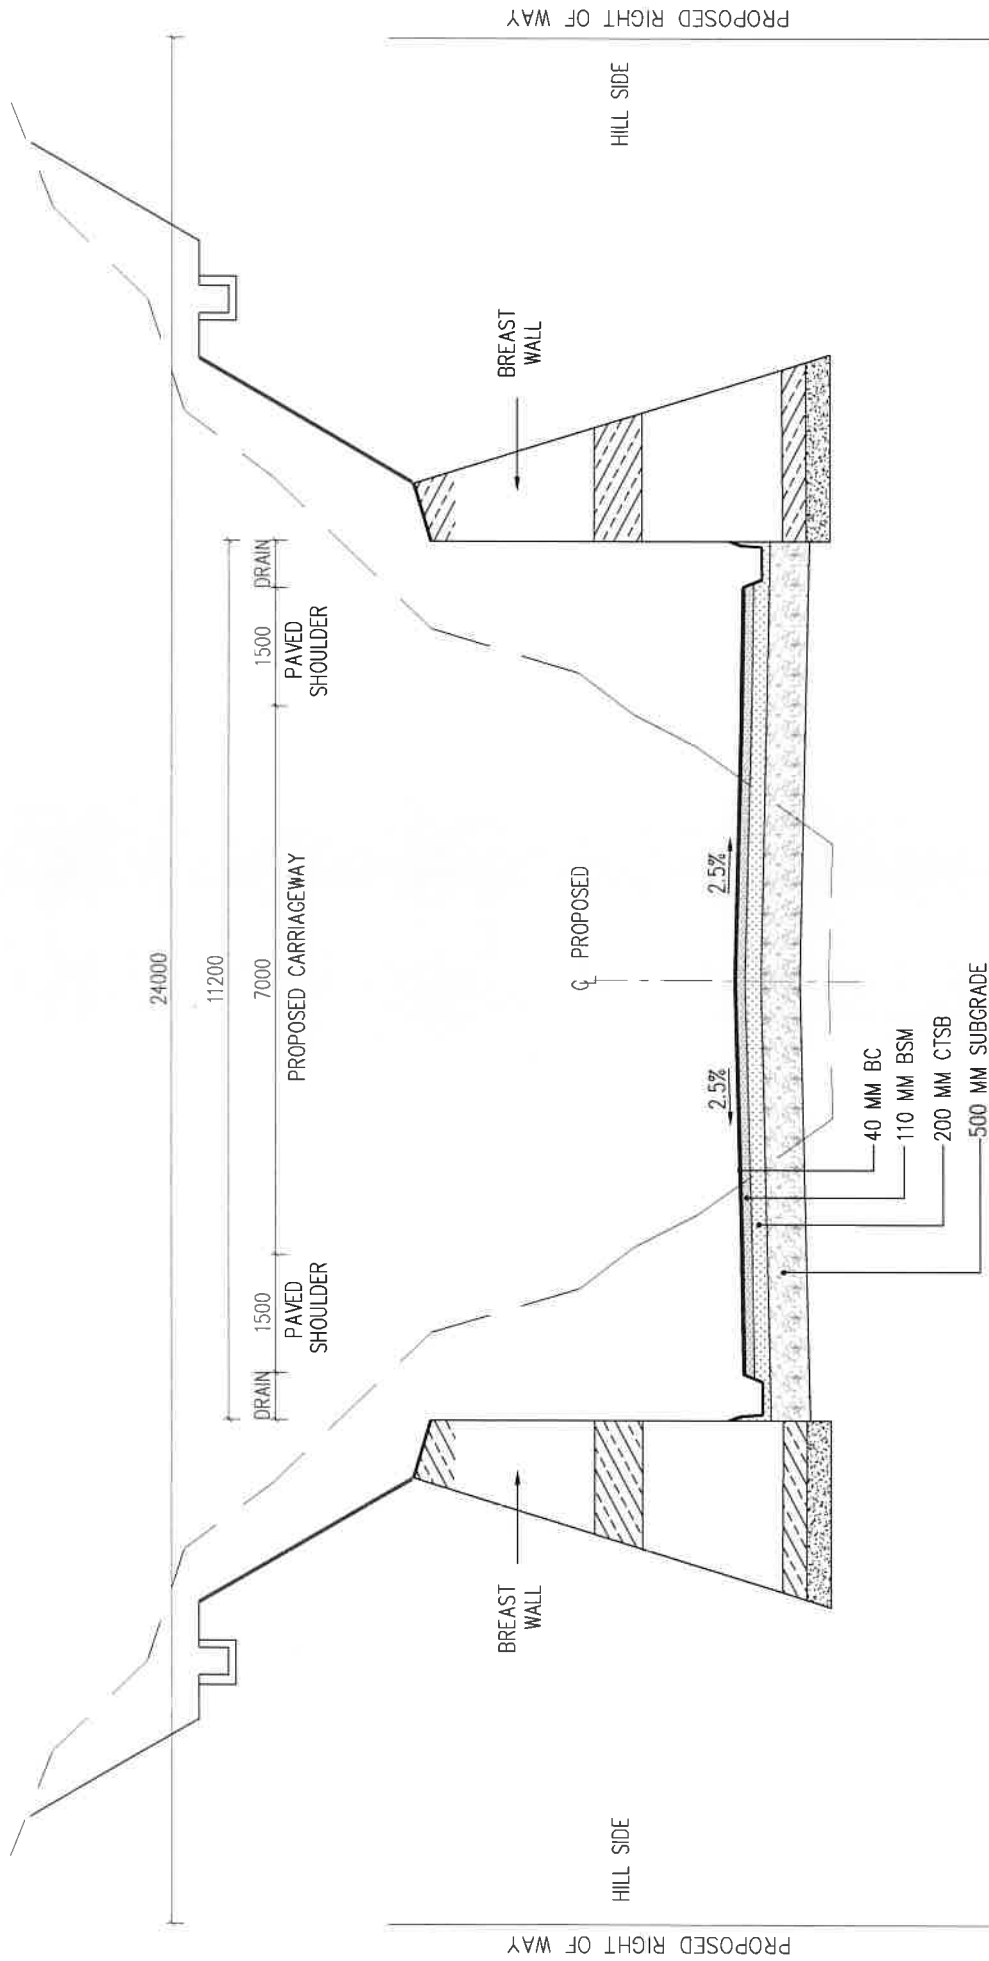 24000
11200
DRAIN
1500
7000
1500
DRAIN
PAVED
SHOULDER
PROPOSED CARRIAGEWAY
PAVED
SHOULDER
BREAST
WALL
BREAST
WALL
℄ PROPOSED
HILL SIDE
HILL SIDE
2.5%
2.5%
PROPOSED RIGHT OF WAY
PROPOSED RIGHT OF WAY
40 MM BC
110 MM BSM
200 MM CTSB
500 MM SUBGRADE